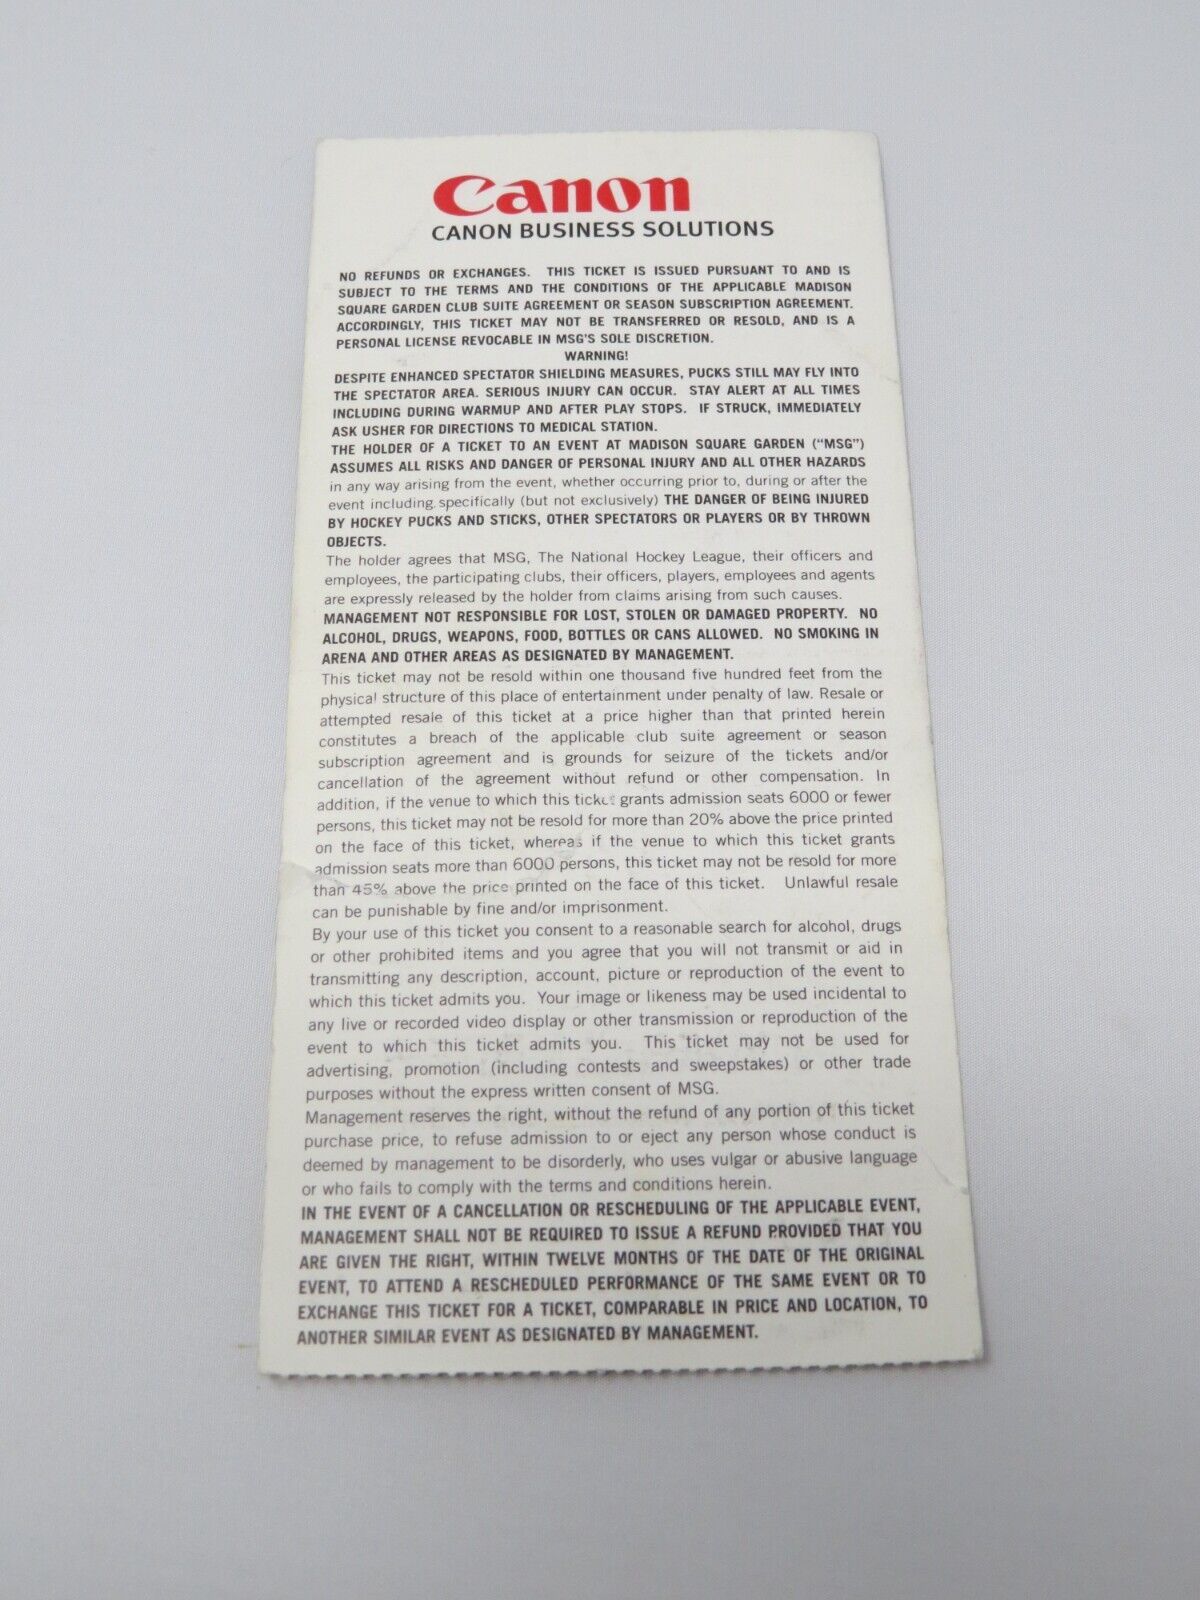 Canon
CANON BUSINESS SOLUTIONS
NO REFUNDS OR EXCHANGES. THIS TICKET IS ISSUED PURSUANT TO AND IS
SUBJECT TO THE TERMS AND THE CONDITIONS OF THE APPLICABLE MADISON
SQUARE GARDEN CLUB SUITE AGREEMENT OR SEASON SUBSCRIPTION AGREEMENT.
ACCORDINGLY, THIS TICKET MAY NOT BE TRANSFERRED OR RESOLD, AND IS A
PERSONAL LICENSE REVOCABLE IN MSG'S SOLE DISCRETION.
WARNING!
DESPITE ENHANCED SPECTATOR SHIELDING MEASURES, PUCKS STILL MAY FLY INTO
THE SPECTATOR AREA. SERIOUS INJURY CAN OCCUR. STAY ALERT AT ALL TIMES
INCLUDING DURING WARMUP AND AFTER PLAY STOPS. IF STRUCK, IMMEDIATELY
ASK USHER FOR DIRECTIONS TO MEDICAL STATION.
THE HOLDER OF A TICKET TO AN EVENT AT MADISON SQUARE GARDEN ("MSG")
ASSUMES ALL RISKS AND DANGER OF PERSONAL INJURY AND ALL OTHER HAZARDS
in any way arising from the event, whether occurring prior to, during or after the
event including specifically (but not exclusively) THE DANGER OF BEING INJURED
BY HOCKEY PUCKS AND STICKS, OTHER SPECTATORS OR PLAYERS OR BY THROWN
OBJECTS.
The holder agrees that MSG, The National Hockey League, their officers and
employees, the participating clubs, their officers, players, employees and agents
are expressly released by the holder from claims arising from such causes.
MANAGEMENT NOT RESPONSIBLE FOR LOST, STOLEN OR DAMAGED PROPERTY. NO
ALCOHOL, DRUGS, WEAPONS, FOOD, BOTTLES OR CANS ALLOWED. NO SMOKING IN
ARENA AND OTHER AREAS AS DESIGNATED BY MANAGEMENT.
This ticket may not be resold within one thousand five hundred feet from the
physical structure of this place of entertainment under penalty of law. Resale or
attempted resale of this ticket at a price higher than that printed herein
constitutes a breach of the applicable club suite agreement or season
subscription agreement and is grounds for seizure of the tickets and/or
cancellation of the agreement without refund or other compensation. In
addition, if the venue to which this ticket grants admission seats 6000 or fewer
persons, this ticket may not be resold for more than 20% above the price printed
on the face of this ticket, whereas if the venue to which this ticket grants
admission seats more than 6000 persons, this ticket may not be resold for more
than 45% above the price printed on the face of this ticket. Unlawful resale
can be punishable by fine and/or imprisonment.
By your use of this ticket you consent to a reasonable search for alcohol, drugs
or other prohibited items and you agree that you will not transmit or aid in
transmitting any description, account, picture or reproduction of the event to
which this ticket admits you. Your image or likeness may be used incidental to
any live or recorded video display or other transmission or reproduction of the
event to which this ticket admits you. This ticket may not be used for
advertising, promotion (including contests and sweepstakes) or other trade
purposes without the express written consent of MSG.
Management reserves the right, without the refund of any portion of this ticket
purchase price, to refuse admission to or eject any person whose conduct is
deemed by management to be disorderly, who uses vulgar or abusive language
or who fails to comply with the terms and conditions herein.
IN THE EVENT OF A CANCELLATION OR RESCHEDULING OF THE APPLICABLE EVENT,
MANAGEMENT SHALL NOT BE REQUIRED TO ISSUE A REFUND PROVIDED THAT YOU
ARE GIVEN THE RIGHT, WITHIN TWELVE MONTHS OF THE DATE OF THE ORIGINAL
EVENT, TO ATTEND A RESCHEDULED PERFORMANCE OF THE SAME EVENT OR TO
EXCHANGE THIS TICKET FOR A TICKET, COMPARABLE IN PRICE AND LOCATION, TO
ANOTHER SIMILAR EVENT AS DESIGNATED BY MANAGEMENT.